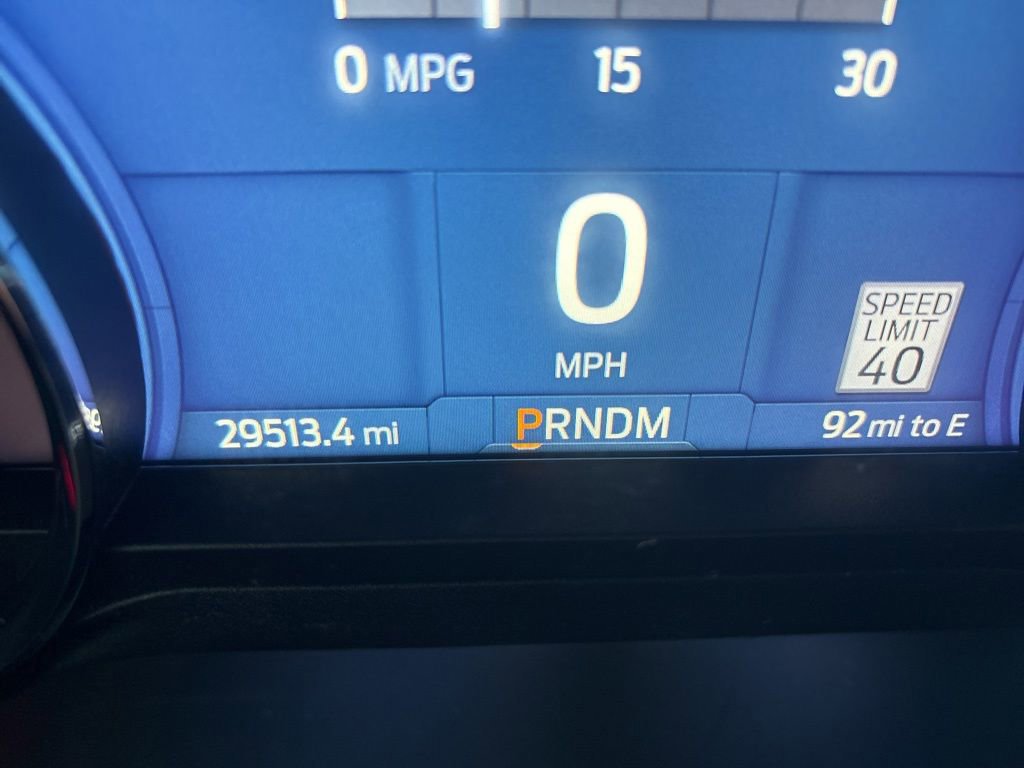 0 MPG 15 30
0
MPH
SPEED
LIMIT
40
29513.4 mi
PRNDM
92 mi to E